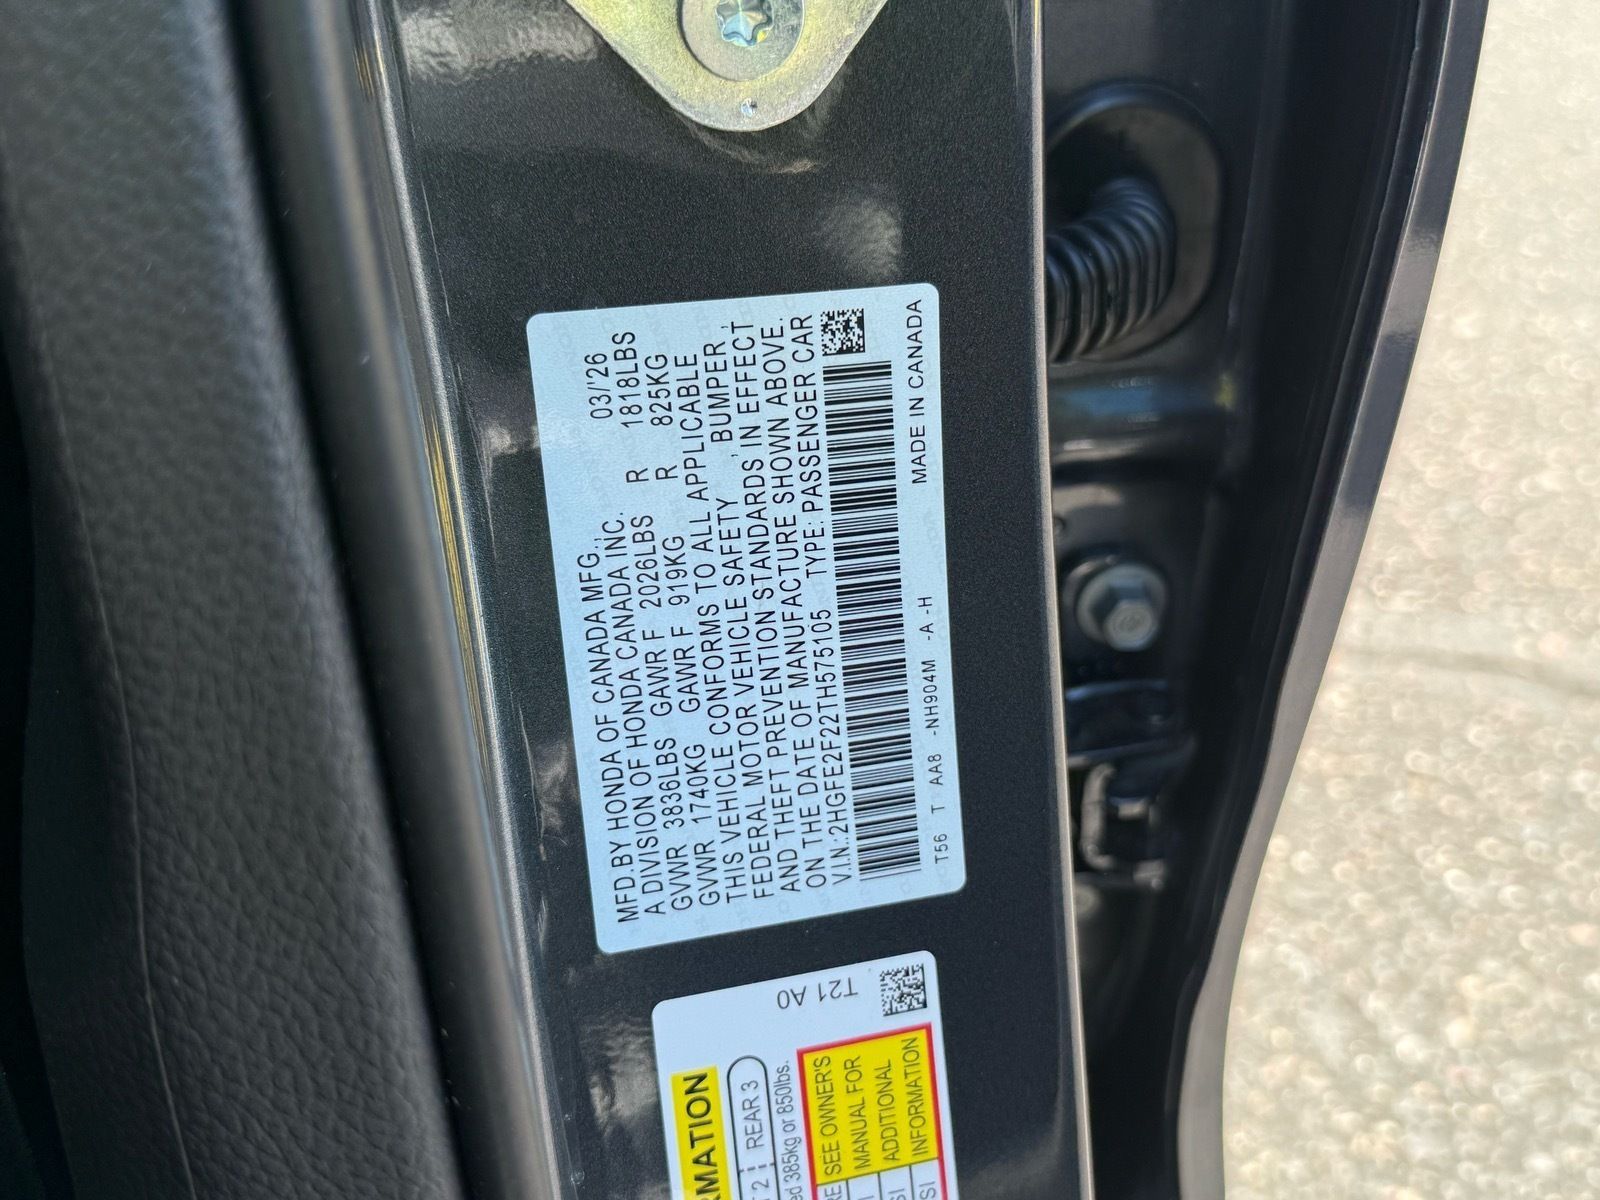 MFD.BY HONDA OF CANADA MFG., 03/'26
A DIVISION OF HONDA CANADA INC.
GVWR 3836LBS GAWR F 2026LBS R 1818LBS
GVWR 1740KG GAWR F 919KG R 825KG
THIS VEHICLE CONFORMS TO ALL APPLICABLE
FEDERAL MOTOR VEHICLE SAFETY , BUMPER ,
AND THEFT PREVENTION STANDARDS IN EFFECT
ON THE DATE OF MANUFACTURE SHOWN ABOVE.
V.I.N.:2HGFE2F22TH575105 TYPE: PASSENGER CAR
T56 T AA8 -NH904M -A -H MADE IN CANADA
T21 A0
RMATION
2 REAR 3
385kg or 850lbs.
SEE OWNER'S
MANUAL FOR
ADDITIONAL
INFORMATION